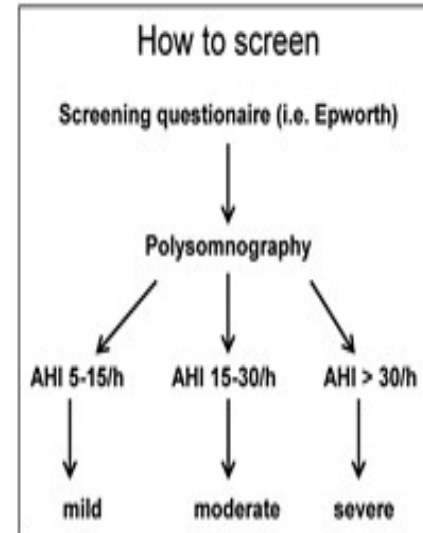 How to screen
Screening questionaire (i.e. Epworth)
Polysomnography
AHI 5-15/h AHI 15-30/h AHI > 30/h
mild moderate severe